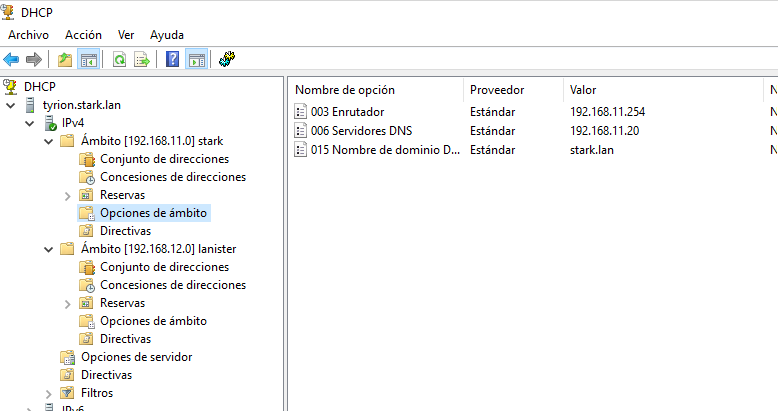 DHCP
Archivo Acción Ver Ayuda
DHCP
tyrion.stark.lan
IPv4
Ámbito [192.168.11.0] stark
Conjunto de direcciones
Concesiones de direcciones
Reservas
Opciones de ámbito
Directivas
Ámbito [192.168.12.0] lanister
Conjunto de direcciones
Concesiones de direcciones
Reservas
Opciones de ámbito
Directivas
Opciones de servidor
Directivas
Filtros
IPv6
Nombre de opción Proveedor Valor N
003 Enrutador Estándar 192.168.11.254 N
006 Servidores DNS Estándar 192.168.11.20 N
015 Nombre de dominio D... Estándar stark.lan N